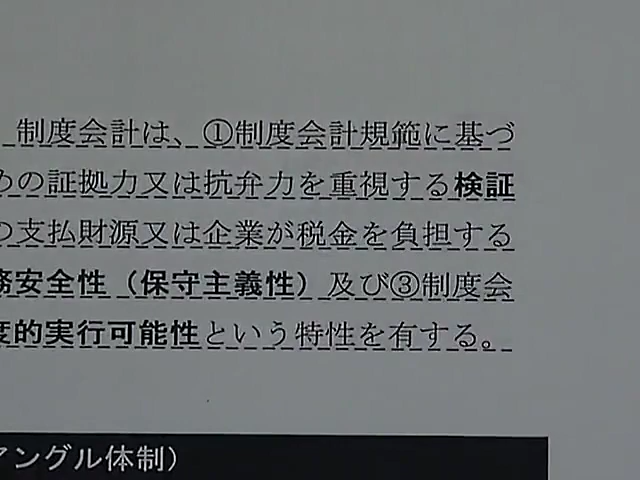 制度会計は、①制度会計規範に基づ
めの証拠力又は抗弁力を重視する検証
の支払財源又は企業が税金を負担する
務安全性（保守主義性）及び③制度会
度的実行可能性という特性を有する。
アングル体制）